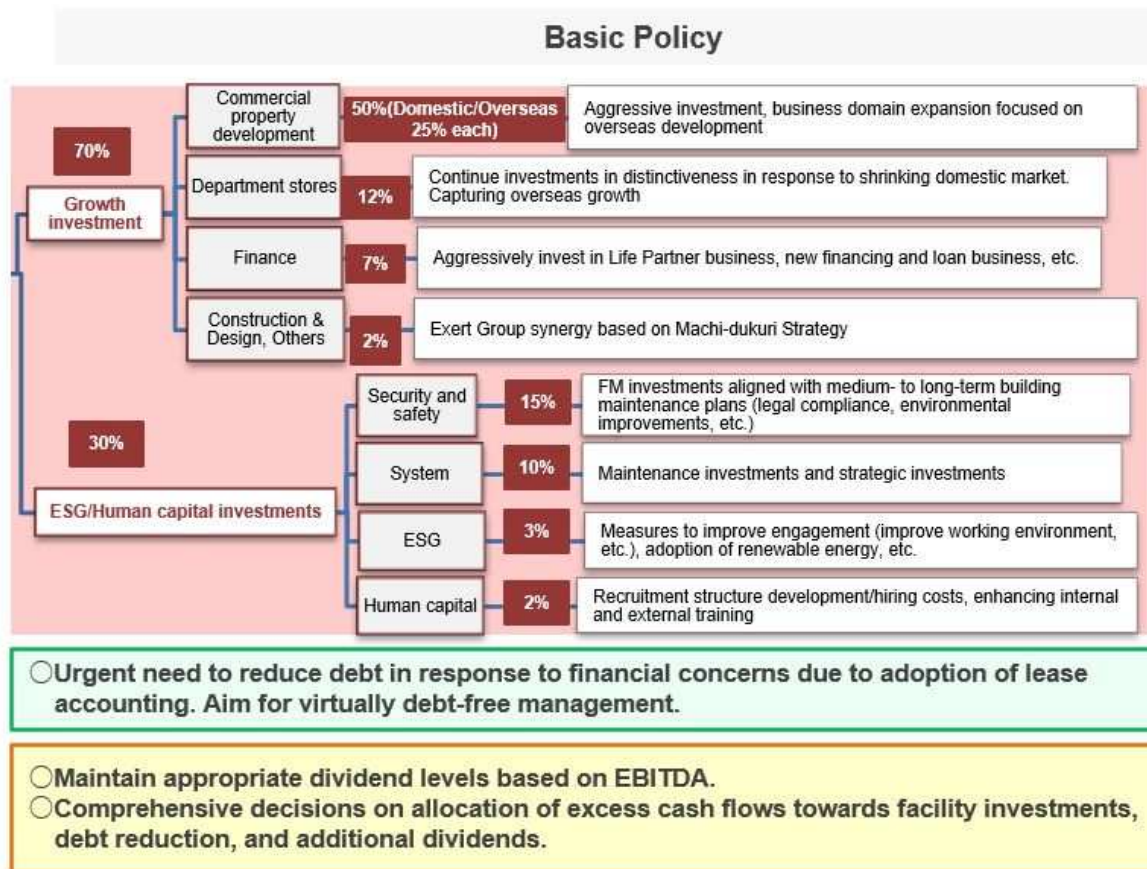 Basic Policy
70%
Growth
investment
Commercial
property
development
50%(Domestic/Overseas
25% each)
Aggressive investment, business domain expansion focused on
overseas development
Department stores
12%
Continue investments in distinctiveness in response to shrinking domestic market.
Capturing overseas growth
Finance
7%
Aggressively invest in Life Partner business, new financing and loan business, etc.
Construction &
Design, Others
2%
Exert Group synergy based on Machi-dukuri Strategy
30%
ESG/Human capital investments
Security and
safety
15%
FM investments aligned with medium- to long-term building
maintenance plans (legal compliance, environmental
improvements, etc.)
System
10%
Maintenance investments and strategic investments
ESG
3%
Measures to improve engagement (improve working environment,
etc.), adoption of renewable energy, etc.
Human capital
2%
Recruitment structure development/hiring costs, enhancing internal
and external training
○Urgent need to reduce debt in response to financial concerns due to adoption of lease
accounting. Aim for virtually debt-free management.
○Maintain appropriate dividend levels based on EBITDA.
○Comprehensive decisions on allocation of excess cash flows towards facility investments,
debt reduction, and additional dividends.